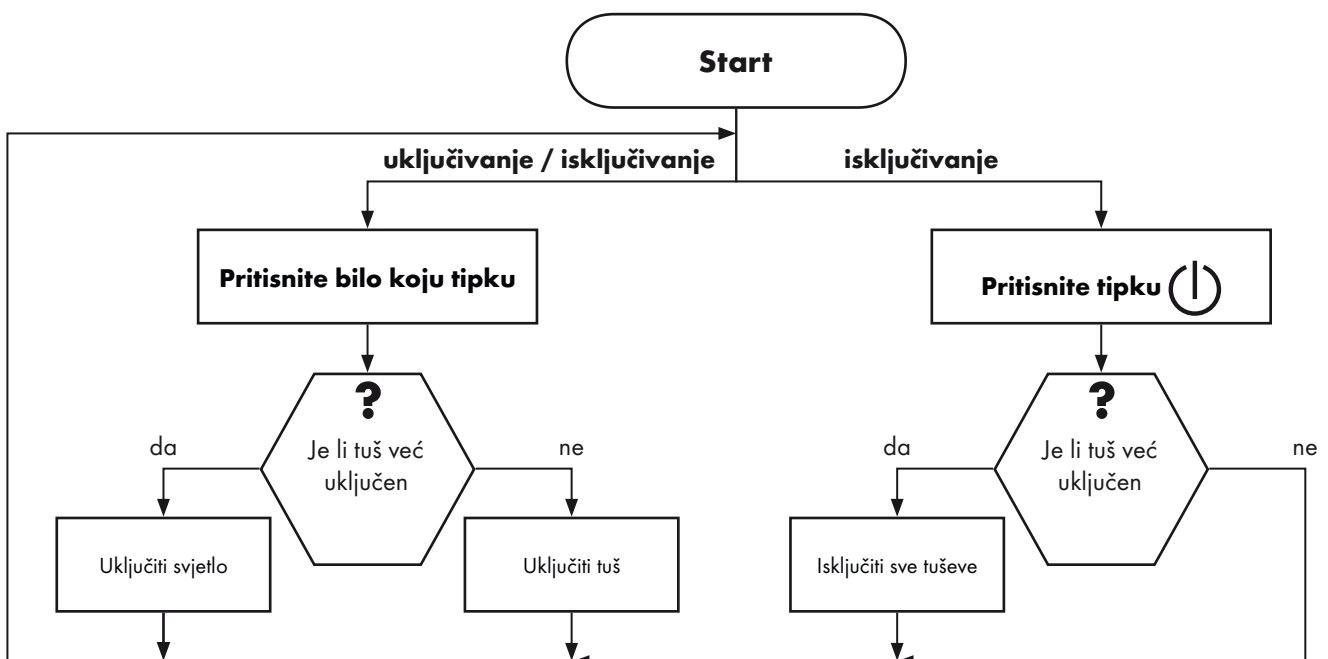 Start
uključivanje / isključivanje
isključivanje
Pritisnite bilo koju tipku
Pritisnite tipku
?
Je li tuš već
uključen
da
ne
?
Je li tuš već
uključen
da
ne
Uključiti svjetlo
Uključiti tuš
Isključiti sve tuševe